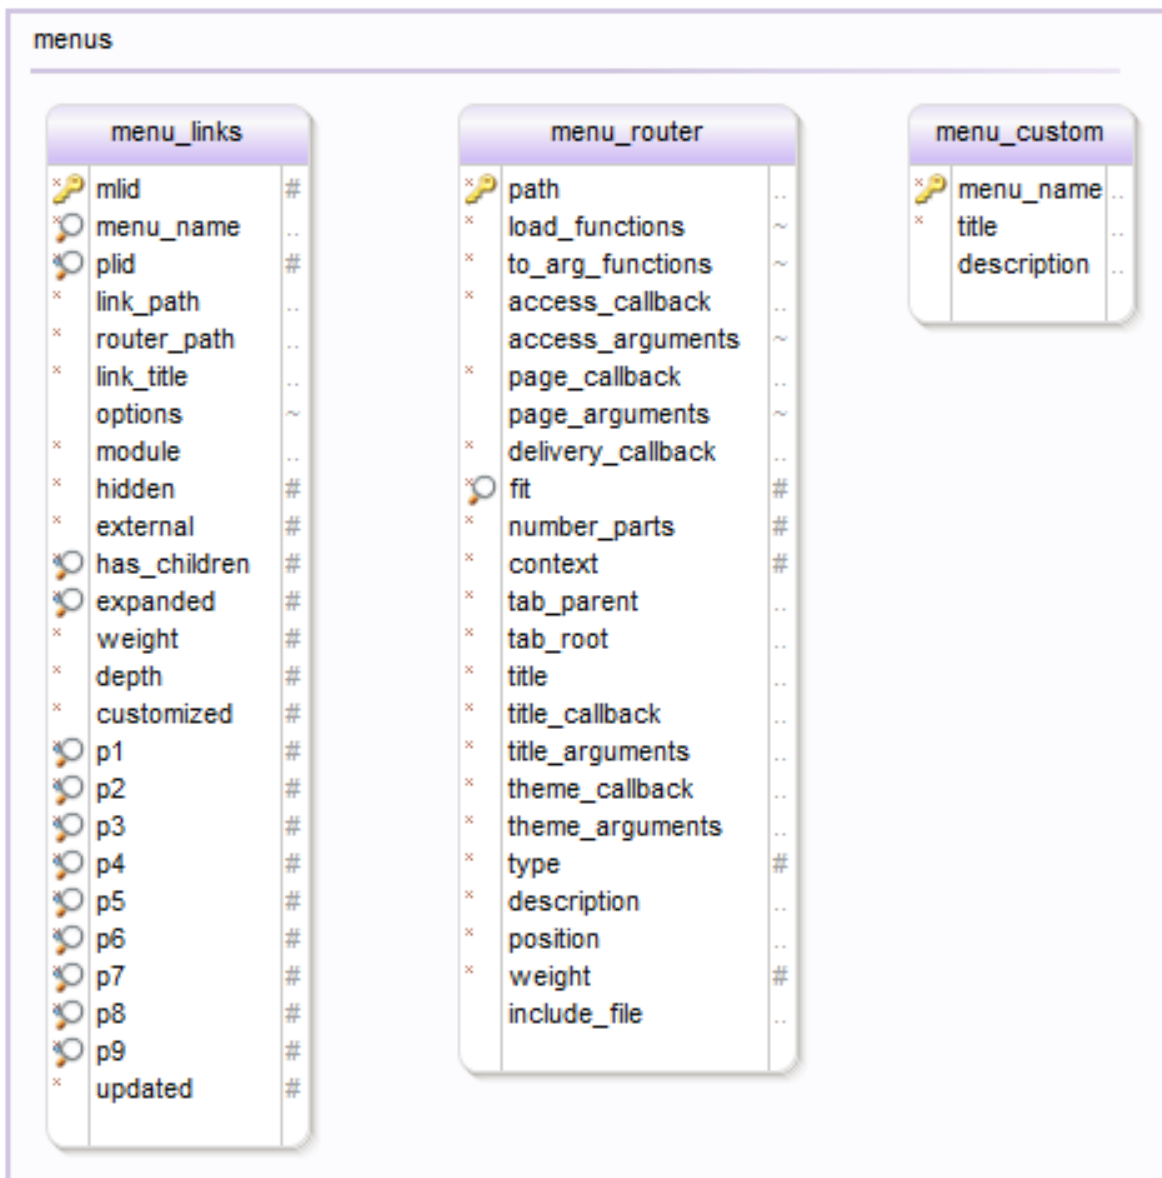 menus
menu_links
mlid #
menu_name ..
plid #
link_path ..
router_path ..
link_title ..
options ~
module ..
hidden #
external #
has_children #
expanded #
weight #
depth #
customized #
p1 #
p2 #
p3 #
p4 #
p5 #
p6 #
p7 #
p8 #
p9 #
updated #
menu_router
path ..
load_functions ~
to_arg_functions ~
access_callback ..
access_arguments ~
page_callback ..
page_arguments ~
delivery_callback ..
fit #
number_parts #
context #
tab_parent ..
tab_root ..
title ..
title_callback ..
title_arguments ..
theme_callback ..
theme_arguments ..
type #
description ..
position ..
weight #
include_file ..
menu_custom
menu_name ..
title ..
description ..